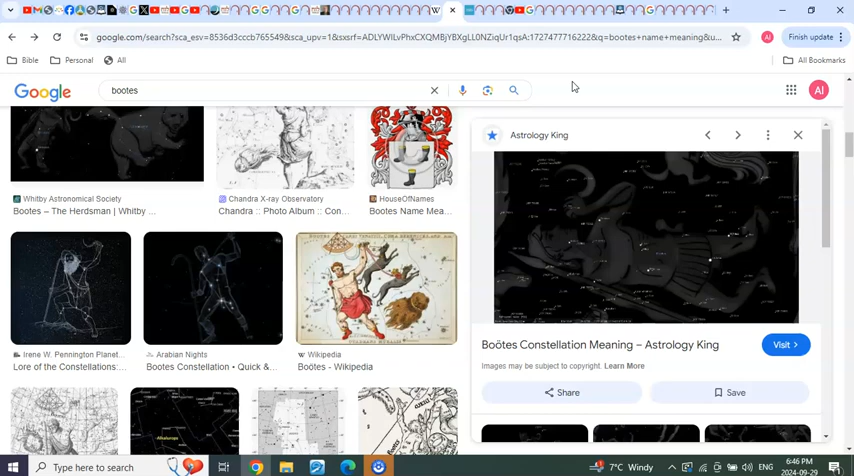 google.com/search?sca_esv=8536d3cccb765549&sca_upv=1&sxsrf=ADLYWILvPhxCXQMBjYBXgLL0NZiqUr1qsA:1727477716222&q=bootes+name+meaning&u...
AI
Finish update
Bible
Personal
All
All Bookmarks
Google
bootes
AI
Whitby Astronomical Society
Bootes – The Herdsman | Whitby ...
Chandra X-ray Observatory
Chandra :: Photo Album :: Con...
HouseOfNames
Bootes Name Mea...
Irene W. Pennington Planet...
Lore of the Constellations:...
Arabian Nights
Bootes Constellation • Quick &...
Wikipedia
Boötes - Wikipedia
Astrology King
Boötes Constellation Meaning – Astrology King
Visit
Images may be subject to copyright. Learn More
Share
Save
Type here to search
7°C Windy
ENG
6:46 PM
2024-09-29